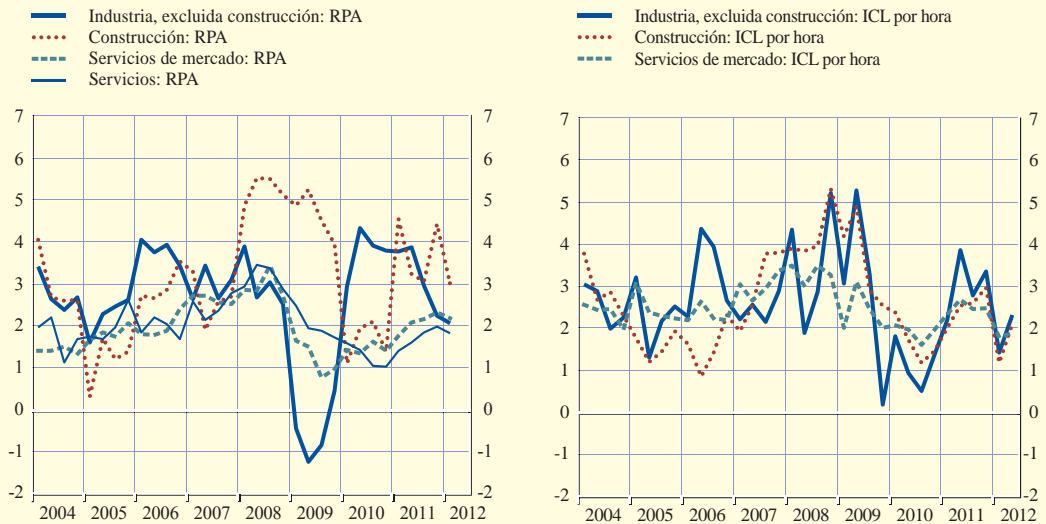 Industria, excluida construcción: RPA
Construcción: RPA
Servicios de mercado: RPA
Servicios: RPA
7 7
6 6
5 5
4 4
3 3
2 2
1 1
0 0
-1 -1
-2 -2
2004 2005 2006 2007 2008 2009 2010 2011 2012
Industria, excluida construcción: ICL por hora
Construcción: ICL por hora
Servicios de mercado: ICL por hora
7 7
6 6
5 5
4 4
3 3
2 2
1 1
0 0
-1 -1
-2 -2
2004 2005 2006 2007 2008 2009 2010 2011 2012